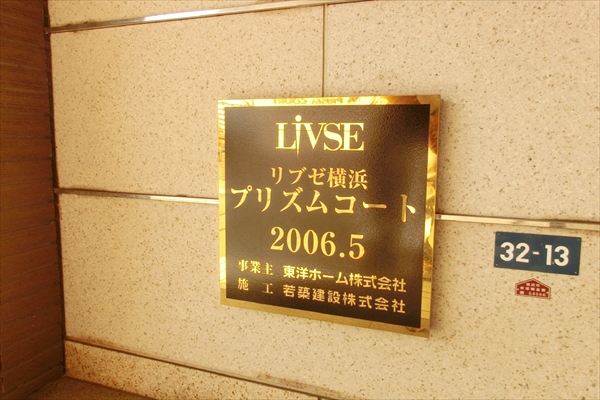 LiVSE
リブゼ横浜
プリズムコート
2006.5
事業主 東洋ホーム株式会社
施工 若築建設株式会社
32-13